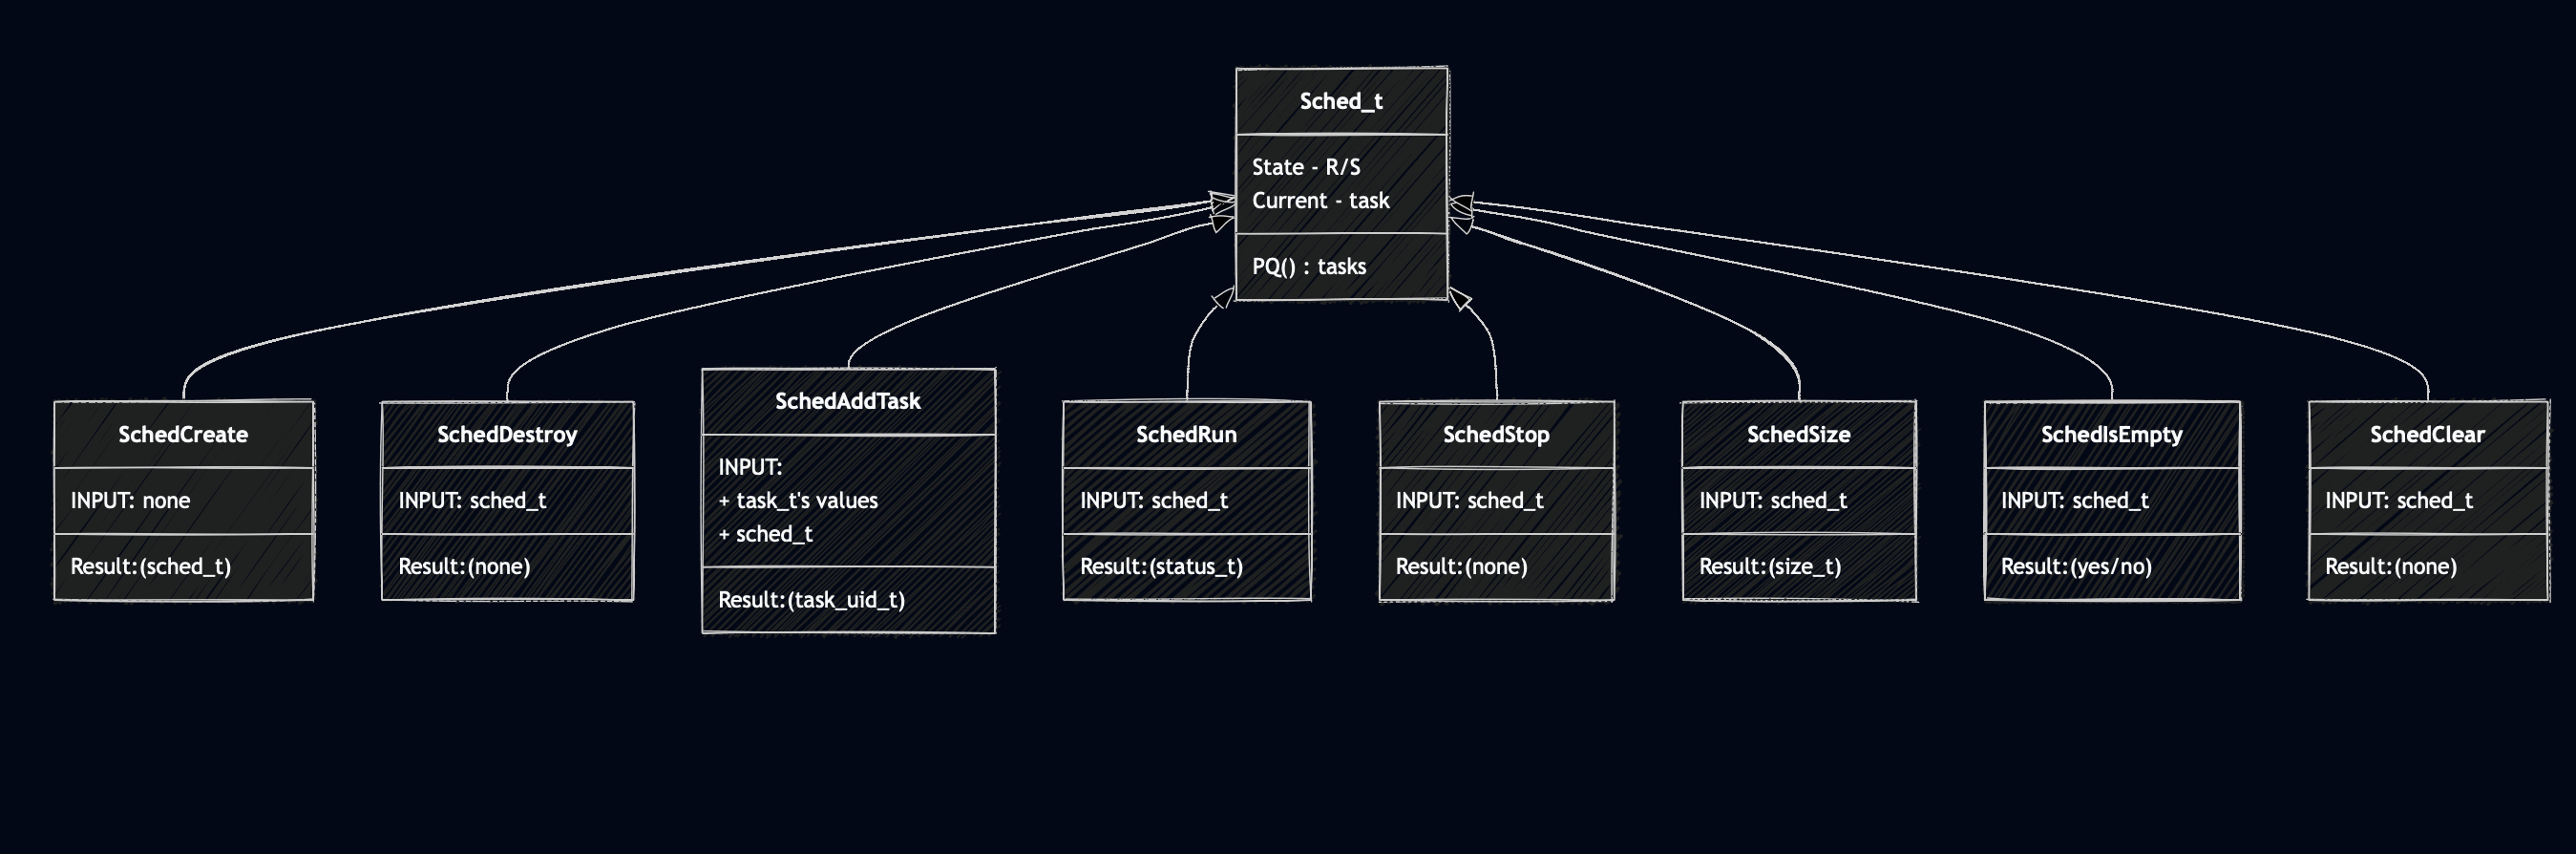 Sched_t
State - R/S
Current - task
PQ() : tasks
SchedCreate
INPUT: none
Result:(sched_t)
SchedDestroy
INPUT: sched_t
Result:(none)
SchedAddTask
INPUT:
+ task_t's values
+ sched_t
Result:(task_uid_t)
SchedRun
INPUT: sched_t
Result:(status_t)
SchedStop
INPUT: sched_t
Result:(none)
SchedSize
INPUT: sched_t
Result:(size_t)
SchedIsEmpty
INPUT: sched_t
Result:(yes/no)
SchedClear
INPUT: sched_t
Result:(none)